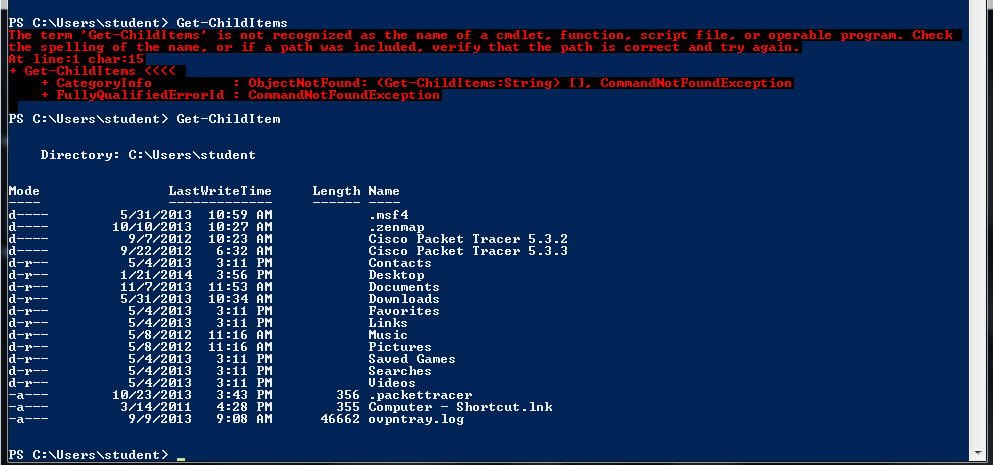 PS C:\Users\student> Get-ChildItems
The term 'Get-ChildItems' is not recognized as the name of a cmdlet, function, script file, or operable program. Check
the spelling of the name, or if a path was included, verify that the path is correct and try again.
At line:1 char:15
+ Get-ChildItems <<<<
    + CategoryInfo          : ObjectNotFound: (Get-ChildItems:String) [], CommandNotFoundException
    + FullyQualifiedErrorId : CommandNotFoundException
PS C:\Users\student> Get-ChildItem
    Directory: C:\Users\student
Mode                LastWriteTime     Length Name
----                -------------     ------ ----
d----         5/31/2013  10:59 AM            .msf4
d----        10/10/2013  10:27 AM            .zenmap
d----          9/7/2012  10:23 AM            Cisco Packet Tracer 5.3.2
d----         9/22/2012   6:32 AM            Cisco Packet Tracer 5.3.3
d-r--          5/4/2013   3:11 PM            Contacts
d-r--         1/21/2014   3:56 PM            Desktop
d-r--         11/7/2013  11:53 AM            Documents
d-r--         5/31/2013  10:34 AM            Downloads
d-r--          5/4/2013   3:11 PM            Favorites
d-r--          5/4/2013   3:11 PM            Links
d-r--          5/8/2012  11:16 AM            Music
d-r--          5/8/2012  11:16 AM            Pictures
d-r--          5/4/2013   3:11 PM            Saved Games
d-r--          5/4/2013   3:11 PM            Searches
d-r--          5/4/2013   3:11 PM            Videos
-a---        10/23/2013   3:43 PM        356 .packettracer
-a---         3/14/2011   4:28 PM        355 Computer - Shortcut.lnk
-a---          9/9/2013   9:08 AM      46662 ovpntray.log
PS C:\Users\student> _